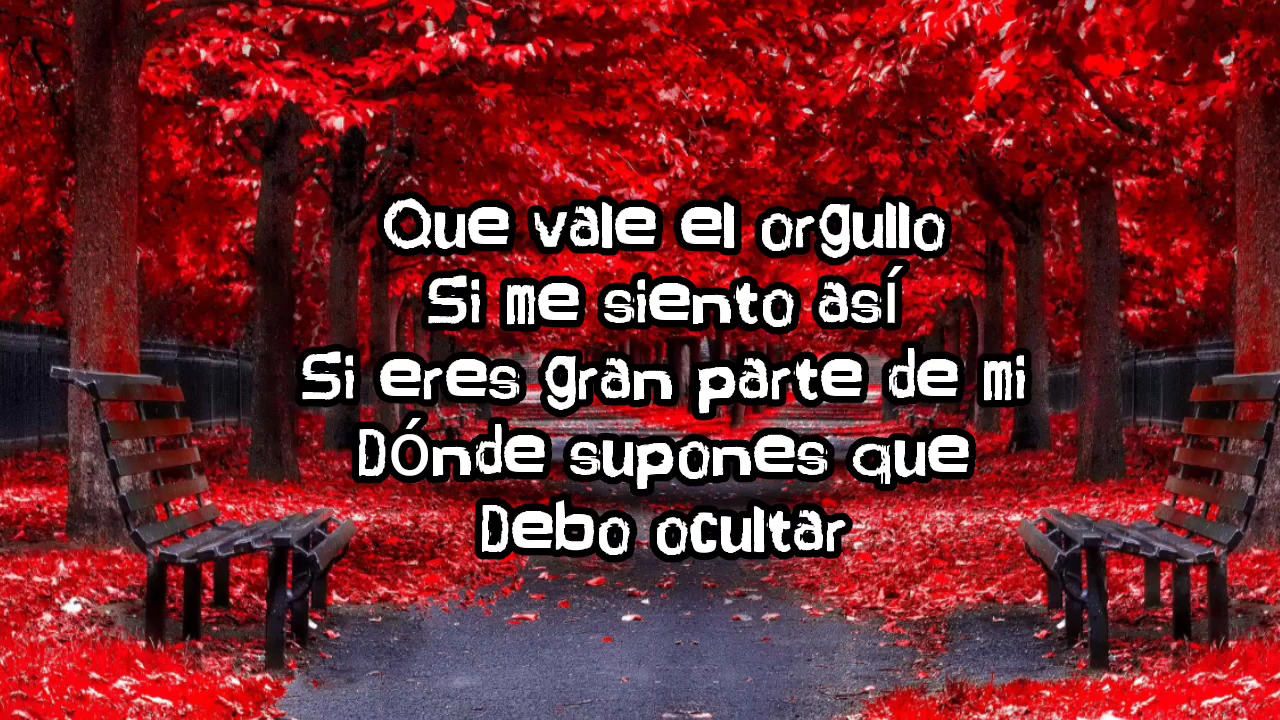 Que vale el orgullo
Si me siento así
Si eres gran parte de mi
Dónde supones que
Debo ocultar